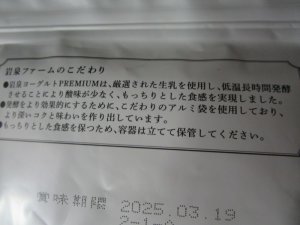 岩泉ファームのこだわり
●岩泉ヨーグルトPREMIUMは、厳選された生乳を使用し、低温長時間発酵
させることにより酸味が少なく、もっちりとした食感を実現しました。
●発酵をより効果的にするために、こだわりのアルミ袋を使用しており、
より深いコクと味わいを作り出しています。
●もっちりとした食感を保つため、容器は立てて保管してください。
賞味期限 2025.03.19